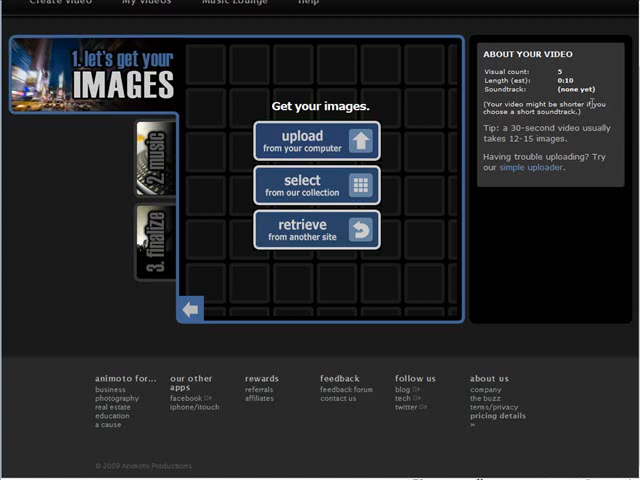 Create Video My Videos Music Lounge Help
1. let's get your
IMAGES
2. music
3. finalize
Get your images.
upload
from your computer
select
from our collection
retrieve
from another site
ABOUT YOUR VIDEO
Visual count: 5
Length (est): 0:10
Soundtrack: (none yet)
(Your video might be shorter if you
choose a short soundtrack.)
Tip: a 30-second video usually
takes 12-15 images.
Having trouble uploading? Try
our simple uploader.
animoto for...
business
photography
real estate
education
a cause
our other
apps
facebook
iphone/itouch
rewards
referrals
affiliates
feedback
feedback forum
contact us
follow us
blog
tech
twitter
about us
company
the buzz
terms/privacy
pricing details
»
© 2009 Animoto Productions